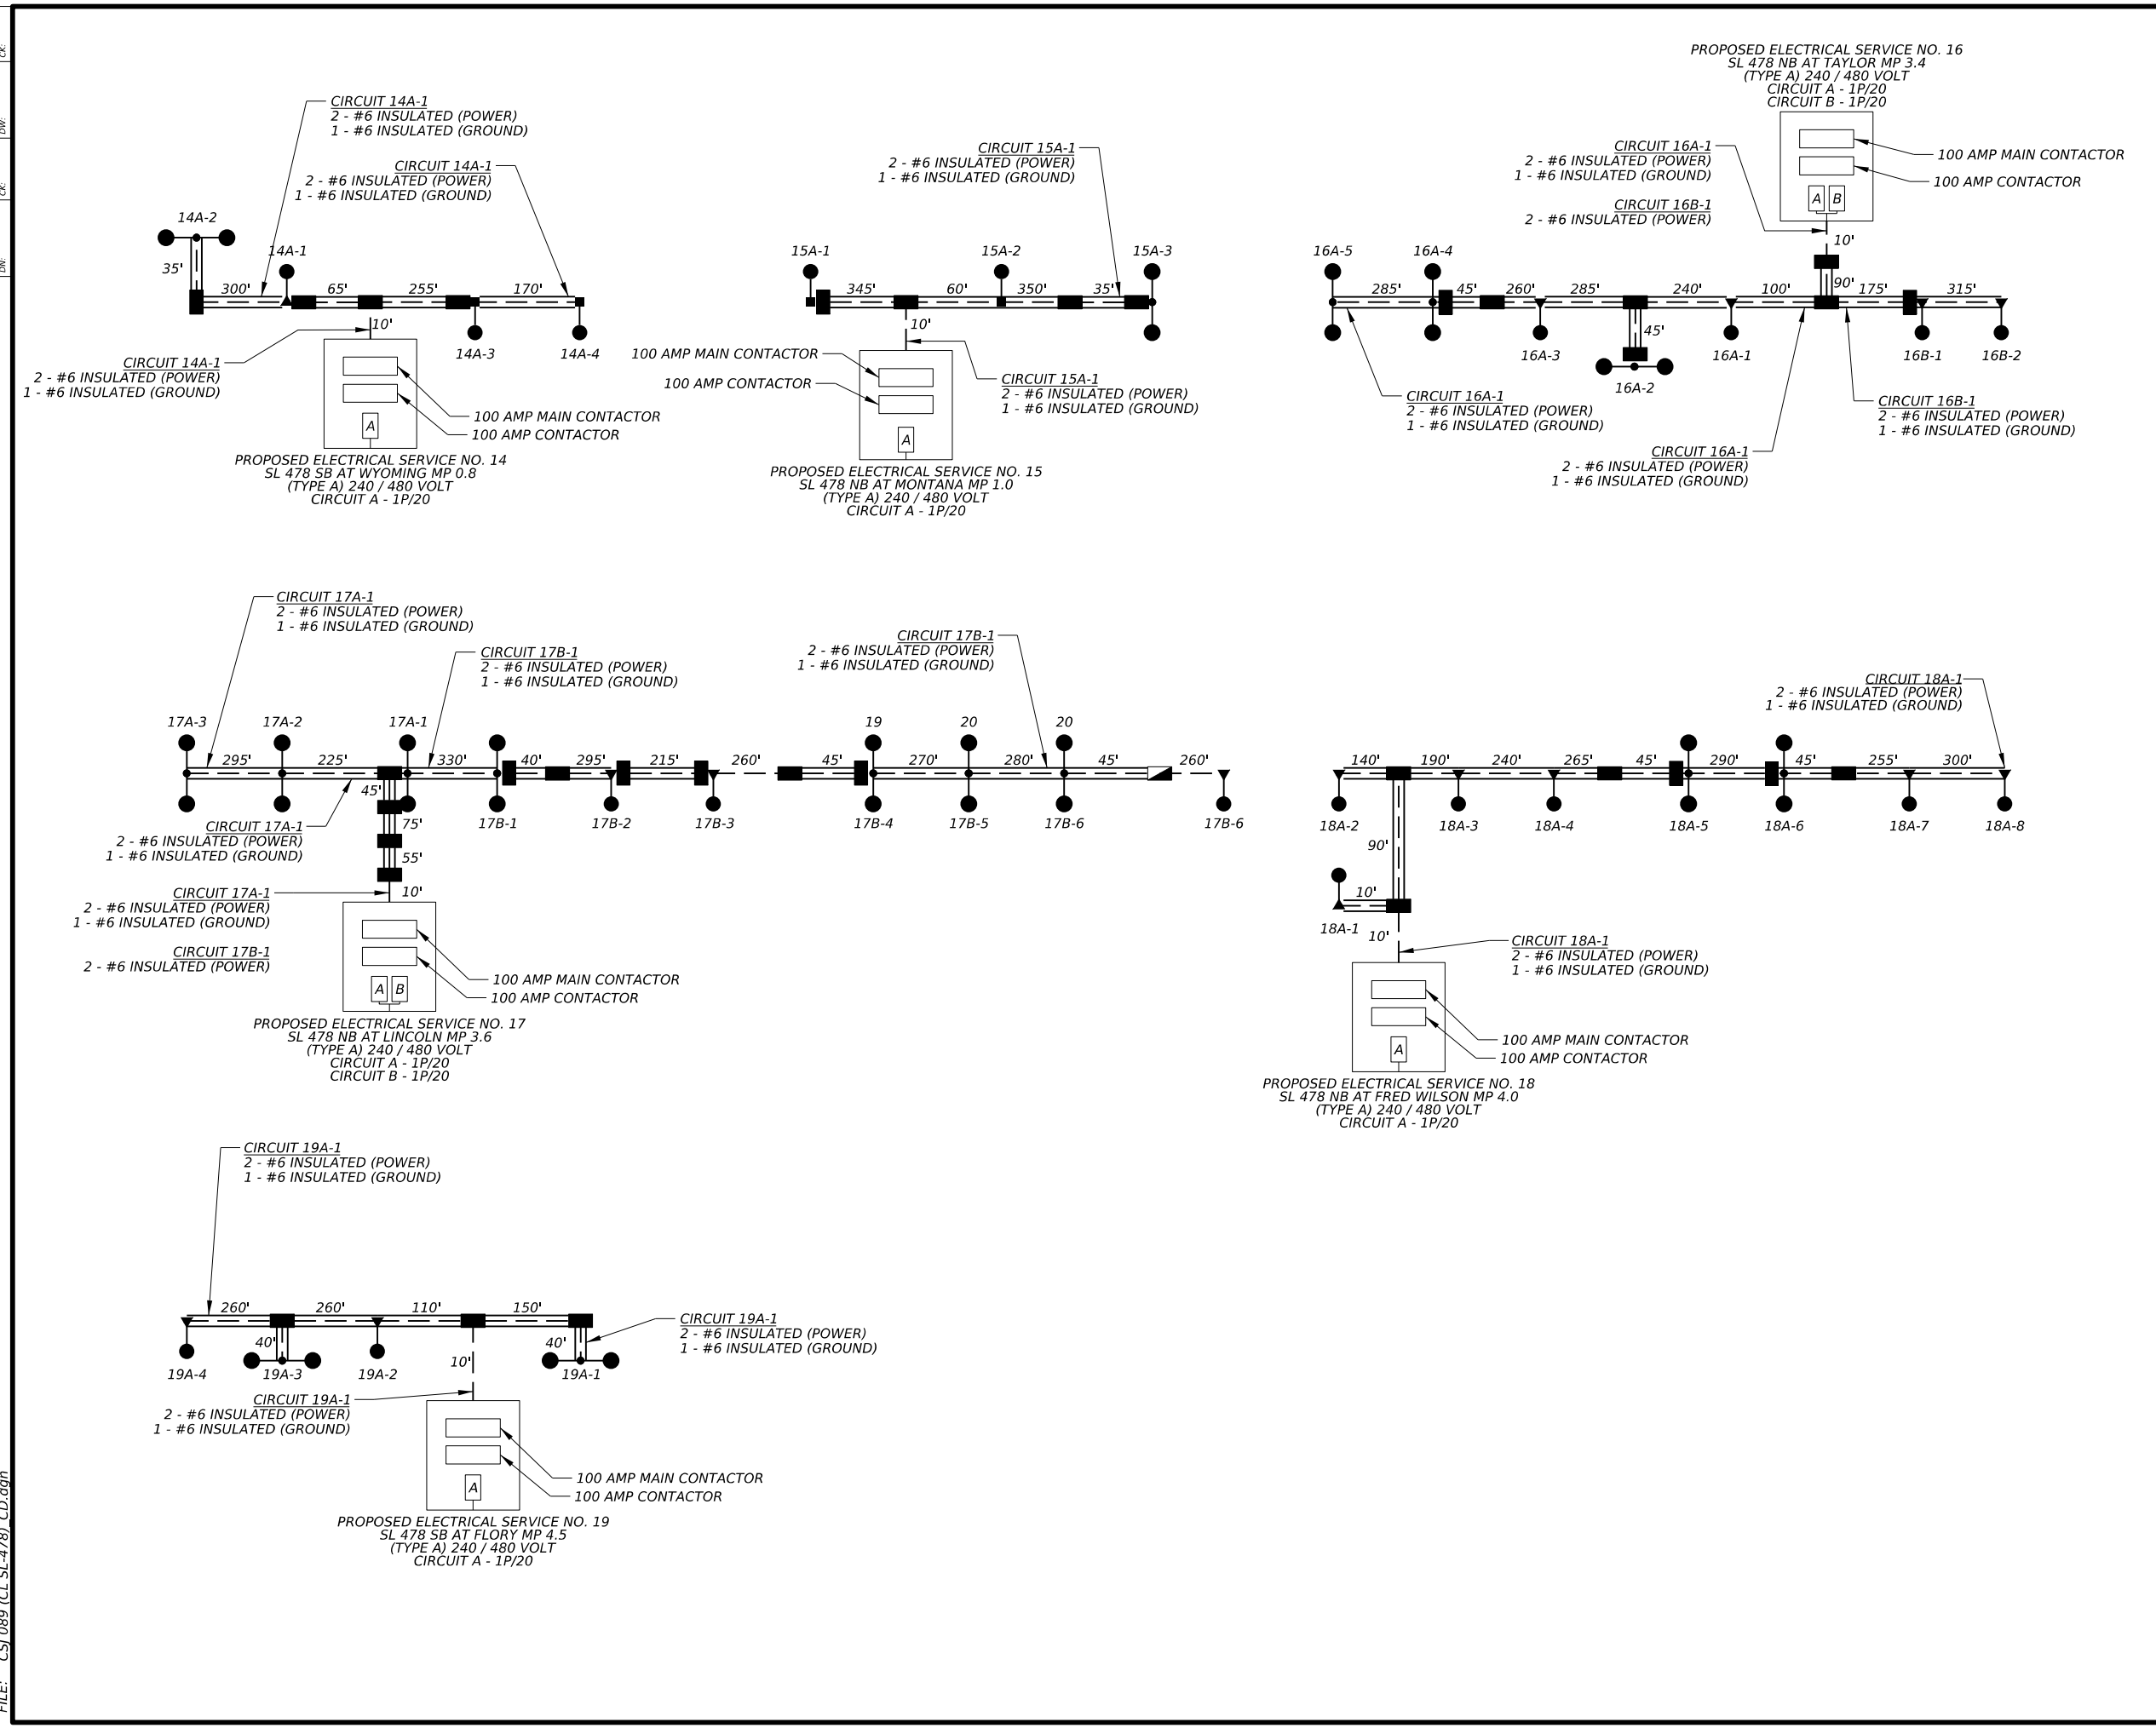 PROPOSED ELECTRICAL SERVICE NO. 16
SL 478 NB AT TAYLOR MP 3.4
(TYPE A) 240 / 480 VOLT
CIRCUIT A - 1P/20
CIRCUIT B - 1P/20
CIRCUIT 14A-1
2 - #6 INSULATED (POWER)
1 - #6 INSULATED (GROUND)
CIRCUIT 14A-1
2 - #6 INSULATED (POWER)
1 - #6 INSULATED (GROUND)
14A-2
14A-1
35'
300'
65'
255'
170'
10'
14A-3
14A-4
CIRCUIT 14A-1
2 - #6 INSULATED (POWER)
1 - #6 INSULATED (GROUND)
100 AMP MAIN CONTACTOR
100 AMP CONTACTOR
A
PROPOSED ELECTRICAL SERVICE NO. 14
SL 478 SB AT WYOMING MP 0.8
(TYPE A) 240 / 480 VOLT
CIRCUIT A - 1P/20
CIRCUIT 15A-1
2 - #6 INSULATED (POWER)
1 - #6 INSULATED (GROUND)
15A-1
15A-2
15A-3
345'
60'
350'
35'
10'
100 AMP MAIN CONTACTOR
100 AMP CONTACTOR
A
CIRCUIT 15A-1
2 - #6 INSULATED (POWER)
1 - #6 INSULATED (GROUND)
PROPOSED ELECTRICAL SERVICE NO. 15
SL 478 NB AT MONTANA MP 1.0
(TYPE A) 240 / 480 VOLT
CIRCUIT A - 1P/20
CIRCUIT 16A-1
2 - #6 INSULATED (POWER)
1 - #6 INSULATED (GROUND)
CIRCUIT 16B-1
2 - #6 INSULATED (POWER)
100 AMP MAIN CONTACTOR
100 AMP CONTACTOR
A B
10'
16A-5
16A-4
90'
285'
45'
260'
285'
240'
100'
175'
315'
45'
16A-3
16A-1
16B-1
16B-2
16A-2
CIRCUIT 16A-1
2 - #6 INSULATED (POWER)
1 - #6 INSULATED (GROUND)
CIRCUIT 16B-1
2 - #6 INSULATED (POWER)
1 - #6 INSULATED (GROUND)
CIRCUIT 16A-1
2 - #6 INSULATED (POWER)
1 - #6 INSULATED (GROUND)
CIRCUIT 17A-1
2 - #6 INSULATED (POWER)
1 - #6 INSULATED (GROUND)
CIRCUIT 17B-1
2 - #6 INSULATED (POWER)
1 - #6 INSULATED (GROUND)
CIRCUIT 17B-1
2 - #6 INSULATED (POWER)
1 - #6 INSULATED (GROUND)
17A-3
17A-2
17A-1
19
20
20
295'
225'
330'
40'
295'
215'
260'
45'
270'
280'
45'
260'
45'
75'
55'
10'
17B-1
17B-2
17B-3
17B-4
17B-5
17B-6
17B-6
CIRCUIT 17A-1
2 - #6 INSULATED (POWER)
1 - #6 INSULATED (GROUND)
CIRCUIT 17A-1
2 - #6 INSULATED (POWER)
1 - #6 INSULATED (GROUND)
CIRCUIT 17B-1
2 - #6 INSULATED (POWER)
100 AMP MAIN CONTACTOR
100 AMP CONTACTOR
A B
PROPOSED ELECTRICAL SERVICE NO. 17
SL 478 NB AT LINCOLN MP 3.6
(TYPE A) 240 / 480 VOLT
CIRCUIT A - 1P/20
CIRCUIT B - 1P/20
CIRCUIT 18A-1
2 - #6 INSULATED (POWER)
1 - #6 INSULATED (GROUND)
140'
190'
240'
265'
45'
290'
45'
255'
300'
18A-2
18A-3
18A-4
18A-5
18A-6
18A-7
18A-8
90'
10'
18A-1
10'
CIRCUIT 18A-1
2 - #6 INSULATED (POWER)
1 - #6 INSULATED (GROUND)
100 AMP MAIN CONTACTOR
100 AMP CONTACTOR
A
PROPOSED ELECTRICAL SERVICE NO. 18
SL 478 NB AT FRED WILSON MP 4.0
(TYPE A) 240 / 480 VOLT
CIRCUIT A - 1P/20
CIRCUIT 19A-1
2 - #6 INSULATED (POWER)
1 - #6 INSULATED (GROUND)
260'
260'
110'
150'
40'
10'
40'
19A-4
19A-3
19A-2
19A-1
CIRCUIT 19A-1
2 - #6 INSULATED (POWER)
1 - #6 INSULATED (GROUND)
CIRCUIT 19A-1
2 - #6 INSULATED (POWER)
1 - #6 INSULATED (GROUND)
100 AMP MAIN CONTACTOR
100 AMP CONTACTOR
A
PROPOSED ELECTRICAL SERVICE NO. 19
SL 478 SB AT FLORY MP 4.5
(TYPE A) 240 / 480 VOLT
CIRCUIT A - 1P/20
CK:
DW:
CK:
DN:
FILE: CSJ 089 (CL SL-478)_CD.dgn